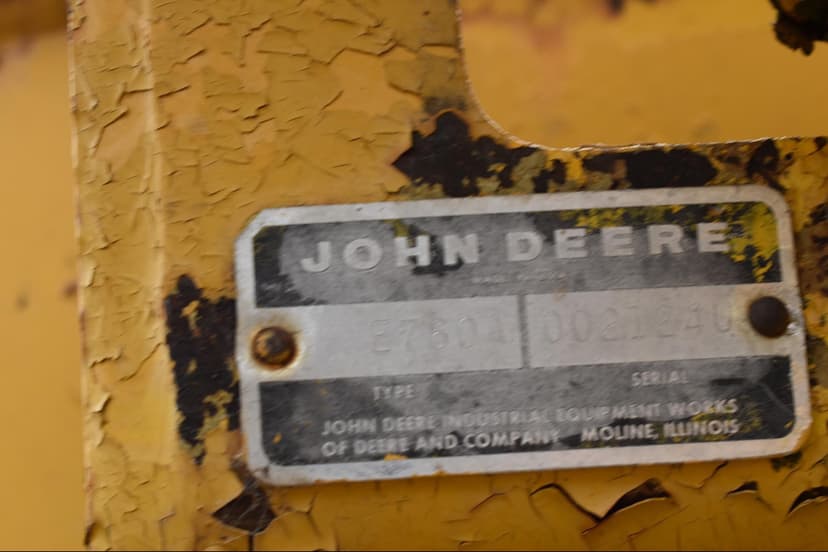 JOHN DEERE
TYPE SERIAL
JOHN DEERE INDUSTRIAL EQUIPMENT WORKS
OF DEERE AND COMPANY MOLINE, ILLINOIS